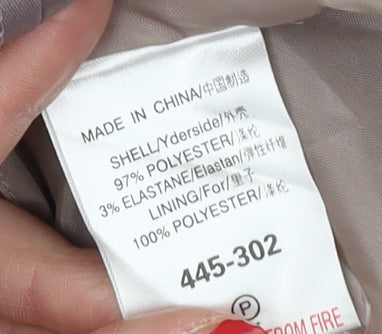 MADE IN CHINA/中国制造
SHELL/Yderside/外壳
97% POLYESTER/涤纶
3% ELASTANE/Elastan/弹性纤维
LINING/For/里子
100% POLYESTER/涤纶
445-302
P
FROM FIRE